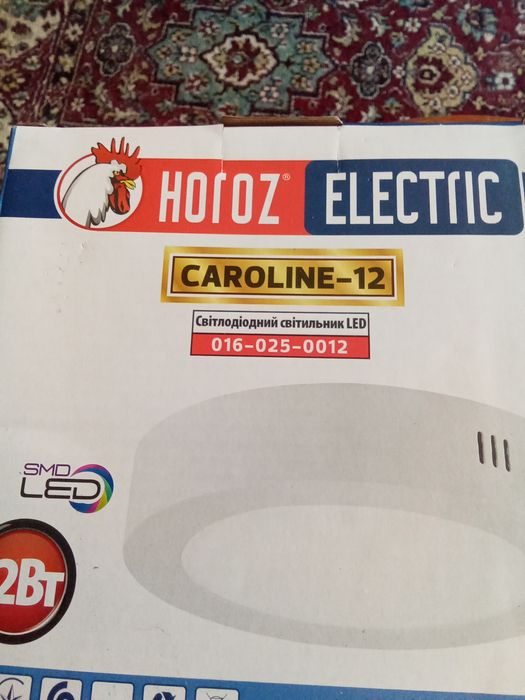 HOROZ® ELECTRIC
CAROLINE-12
Світлодіодний світильник LED
016-025-0012
SMD
LED
2Вт